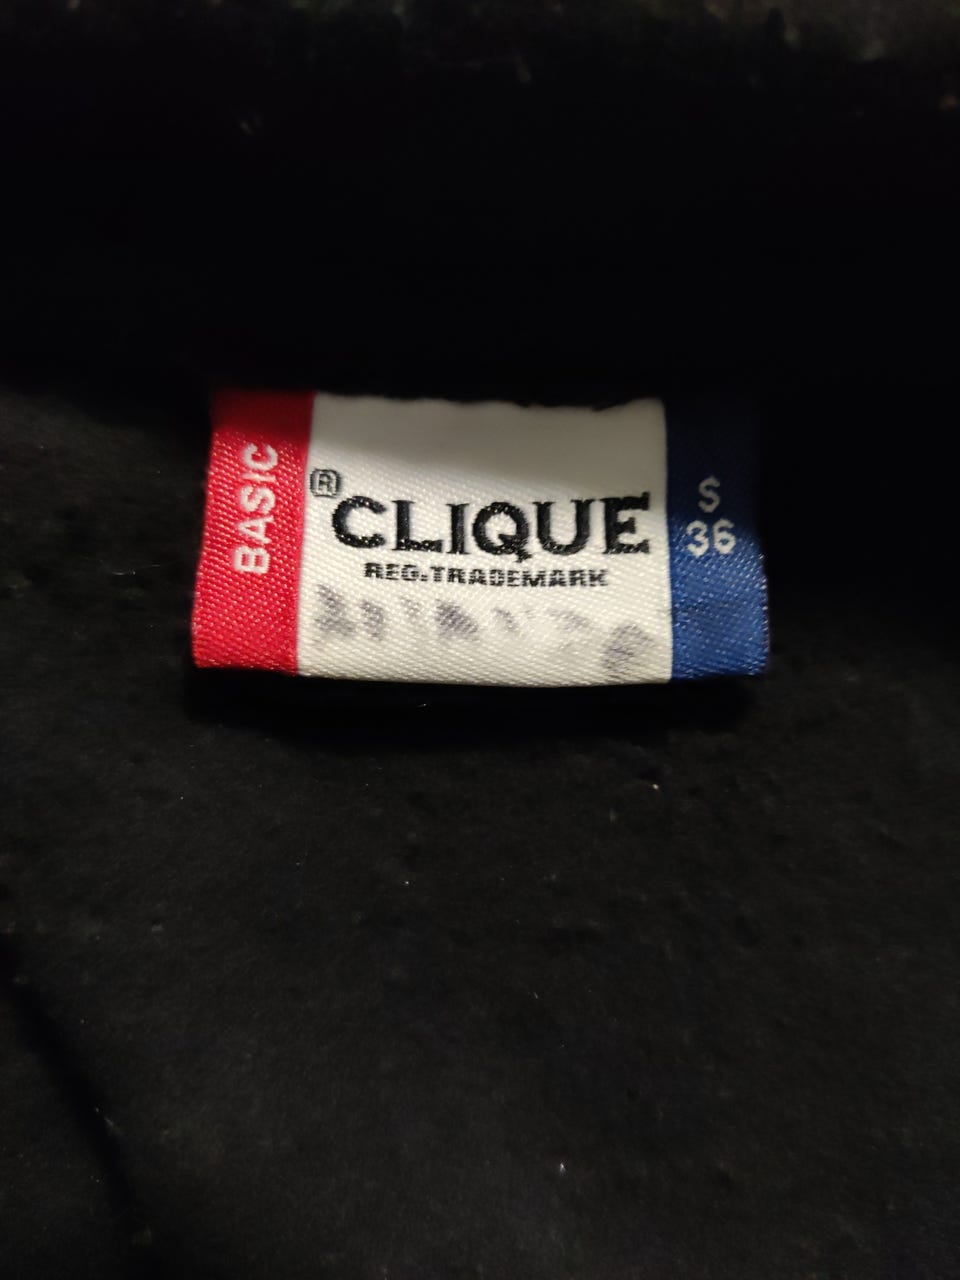 BASIC
®
CLIQUE
REG.TRADEMARK
S
36